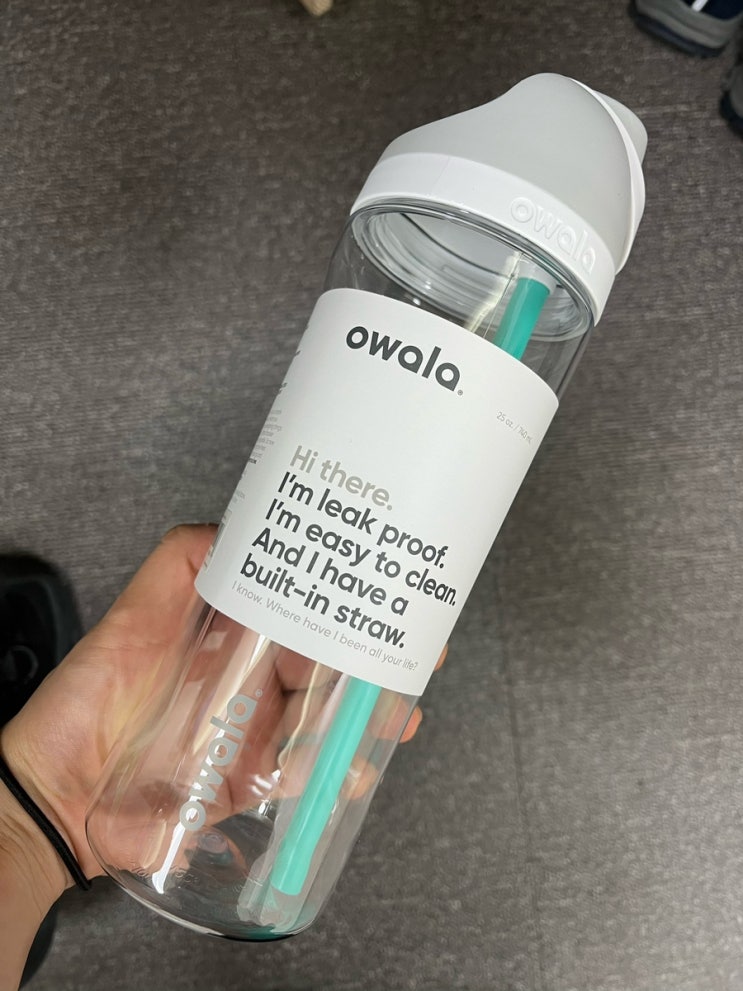 owala
owala®
25 oz. / 740 mL
Hi there.
I'm leak proof.
I'm easy to clean.
And I have a
built-in straw.
I know. Where have I been all your life?
owala®